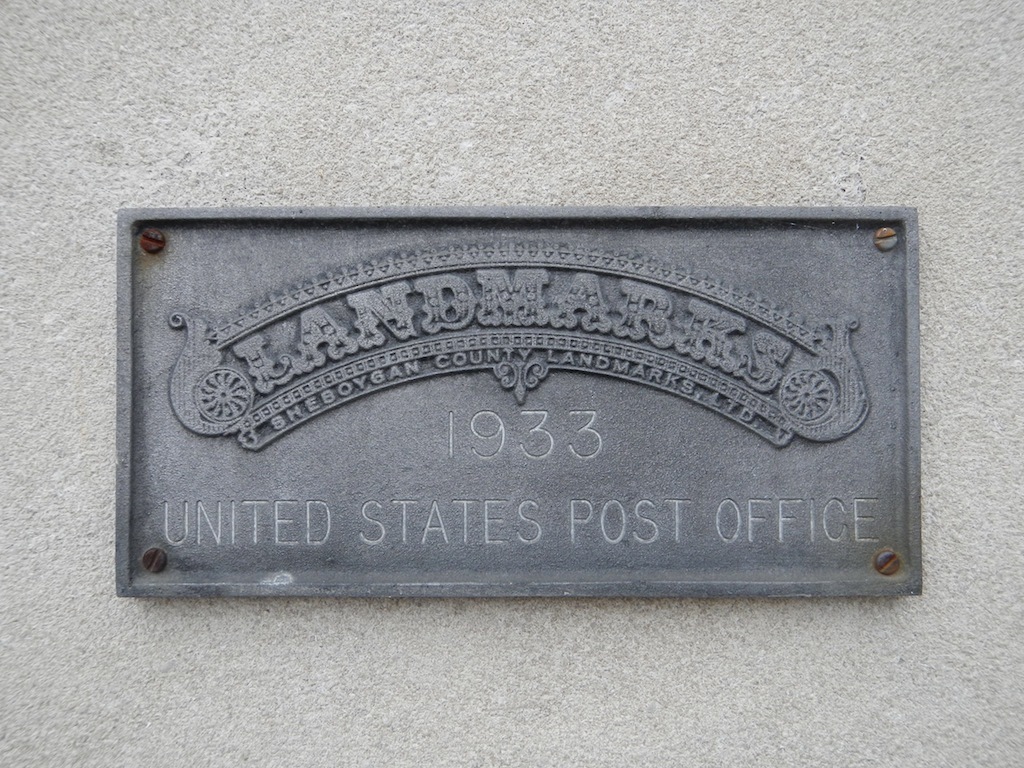 LANDMARKS
SHEBOYGAN COUNTY LANDMARKS, LTD.
1933
UNITED STATES POST OFFICE